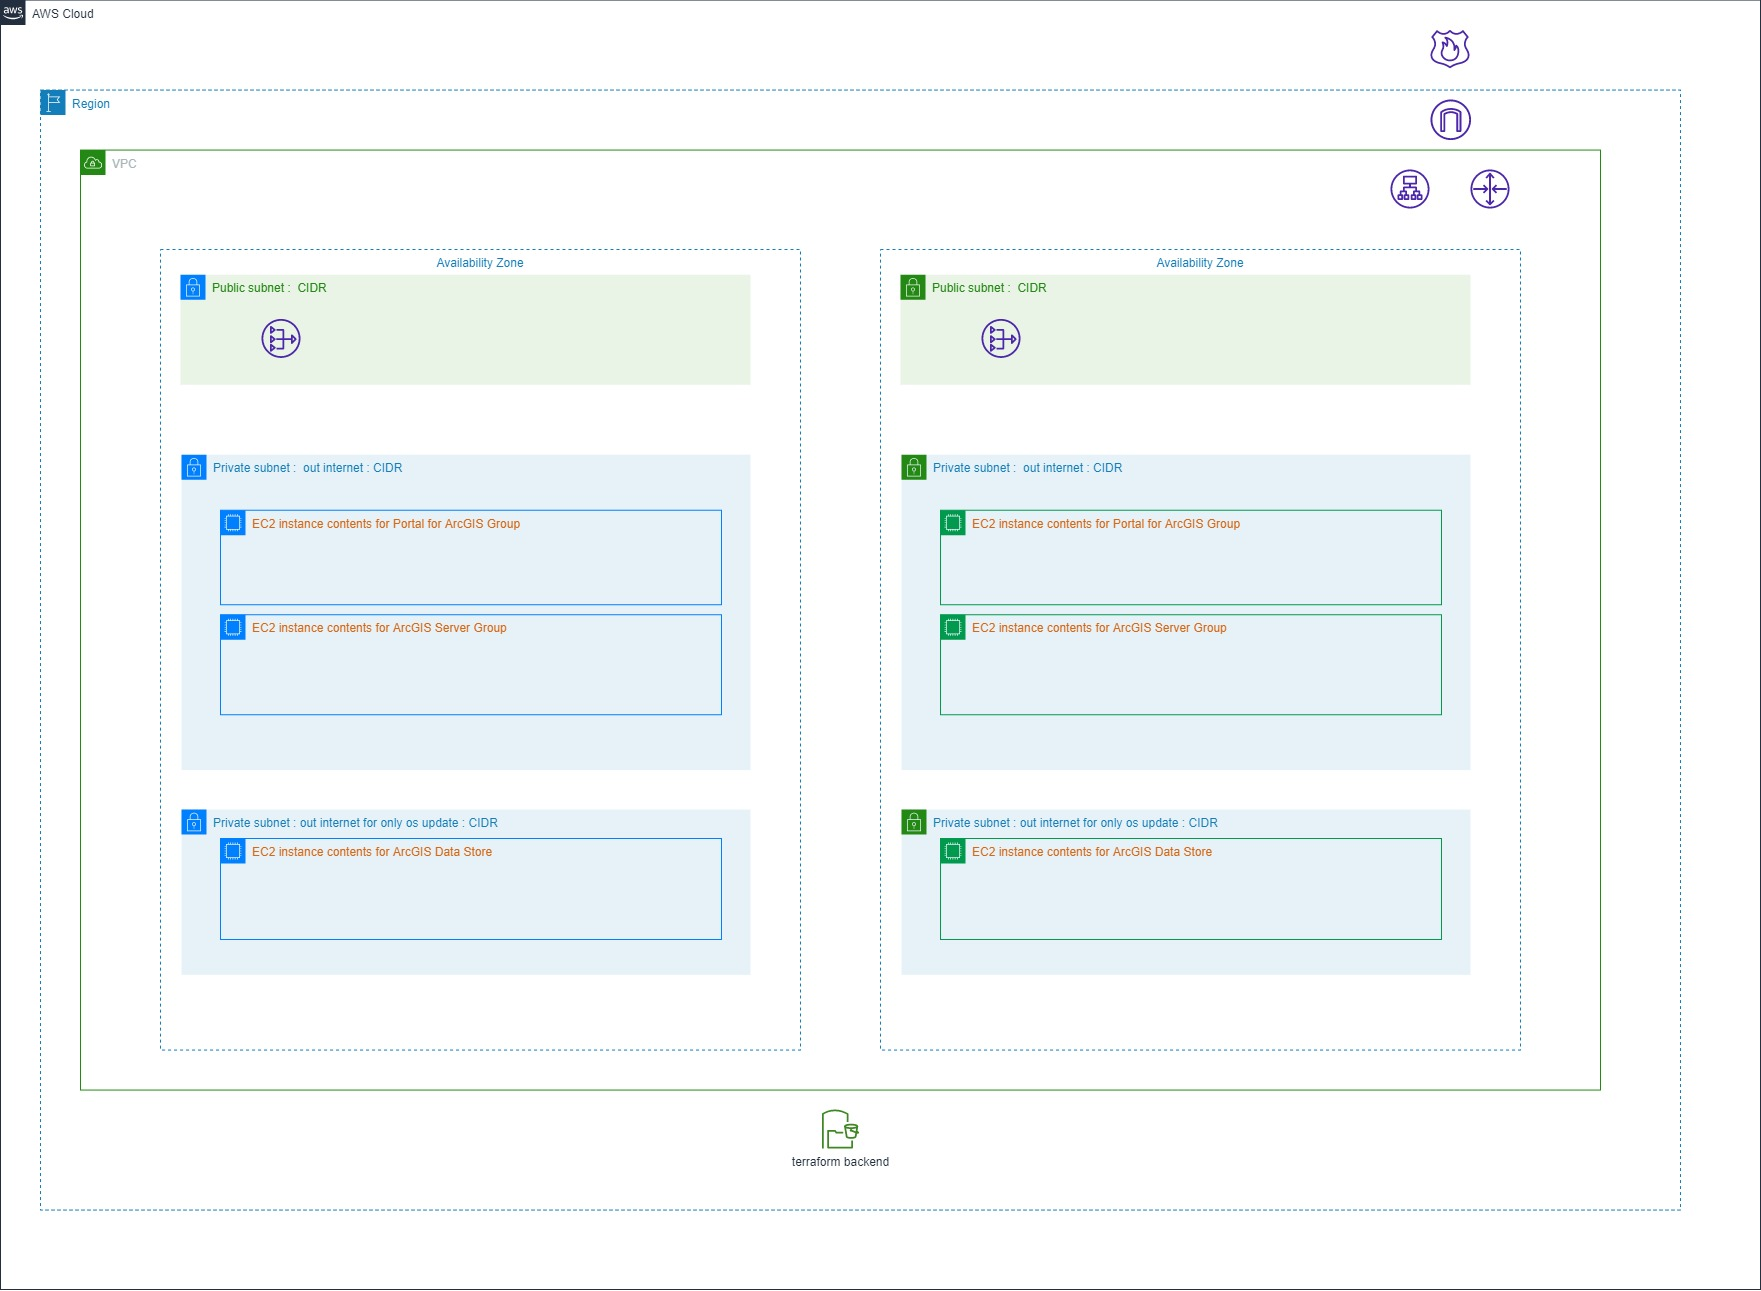 aws
AWS Cloud
Region
VPC
Availability Zone
Public subnet :  CIDR
Private subnet :  out internet : CIDR
EC2 instance contents for Portal for ArcGIS Group
EC2 instance contents for ArcGIS Server Group
Private subnet : out internet for only os update : CIDR
EC2 instance contents for ArcGIS Data Store
Availability Zone
Public subnet :  CIDR
Private subnet :  out internet : CIDR
EC2 instance contents for Portal for ArcGIS Group
EC2 instance contents for ArcGIS Server Group
Private subnet : out internet for only os update : CIDR
EC2 instance contents for ArcGIS Data Store
terraform backend